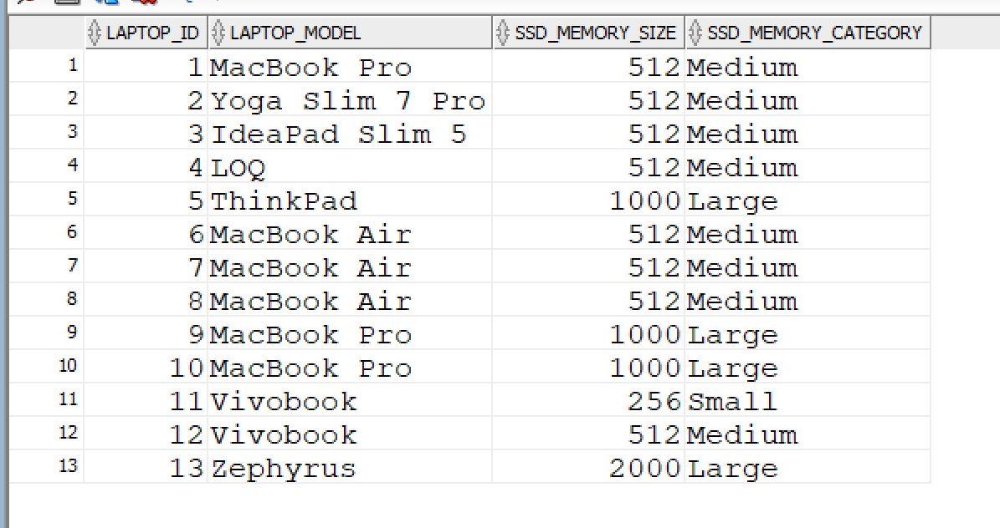 LAPTOP_ID LAPTOP_MODEL SSD_MEMORY_SIZE SSD_MEMORY_CATEGORY
1 1 MacBook Pro 512 Medium
2 2 Yoga Slim 7 Pro 512 Medium
3 3 IdeaPad Slim 5 512 Medium
4 4 LOQ 512 Medium
5 5 ThinkPad 1000 Large
6 6 MacBook Air 512 Medium
7 7 MacBook Air 512 Medium
8 8 MacBook Air 512 Medium
9 9 MacBook Pro 1000 Large
10 10 MacBook Pro 1000 Large
11 11 Vivobook 256 Small
12 12 Vivobook 512 Medium
13 13 Zephyrus 2000 Large